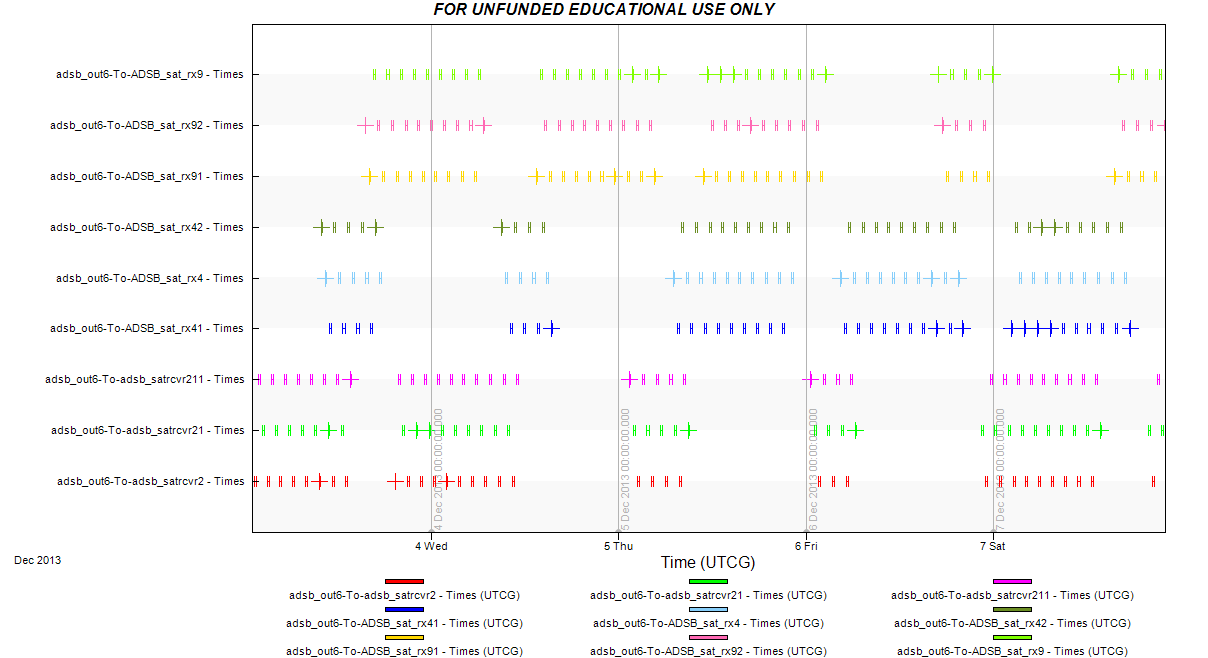 FOR UNFUNDED EDUCATIONAL USE ONLY
adsb_out6-To-ADSB_sat_rx9 - Times
adsb_out6-To-ADSB_sat_rx92 - Times
adsb_out6-To-ADSB_sat_rx91 - Times
adsb_out6-To-ADSB_sat_rx42 - Times
adsb_out6-To-ADSB_sat_rx4 - Times
adsb_out6-To-ADSB_sat_rx41 - Times
adsb_out6-To-adsb_satrcvr211 - Times
adsb_out6-To-adsb_satrcvr21 - Times
adsb_out6-To-adsb_satrcvr2 - Times
4 Dec 2013 00:00:00.000
5 Dec 2013 00:00:00.000
6 Dec 2013 00:00:00.000
7 Dec 2013 00:00:00.000
4 Wed 5 Thu 6 Fri 7 Sat
Dec 2013
Time (UTCG)
adsb_out6-To-adsb_satrcvr2 - Times (UTCG) adsb_out6-To-adsb_satrcvr21 - Times (UTCG) adsb_out6-To-adsb_satrcvr211 - Times (UTCG)
adsb_out6-To-ADSB_sat_rx41 - Times (UTCG) adsb_out6-To-ADSB_sat_rx4 - Times (UTCG) adsb_out6-To-ADSB_sat_rx42 - Times (UTCG)
adsb_out6-To-ADSB_sat_rx91 - Times (UTCG) adsb_out6-To-ADSB_sat_rx92 - Times (UTCG) adsb_out6-To-ADSB_sat_rx9 - Times (UTCG)